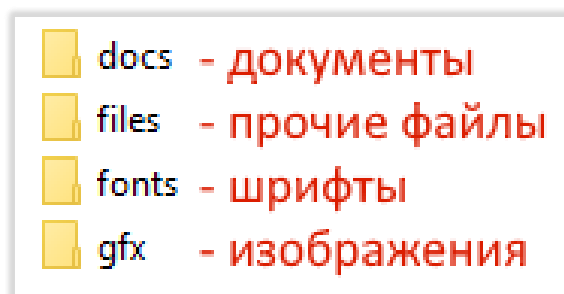 docs - документы
files - прочие файлы
fonts - шрифты
gfx - изображения